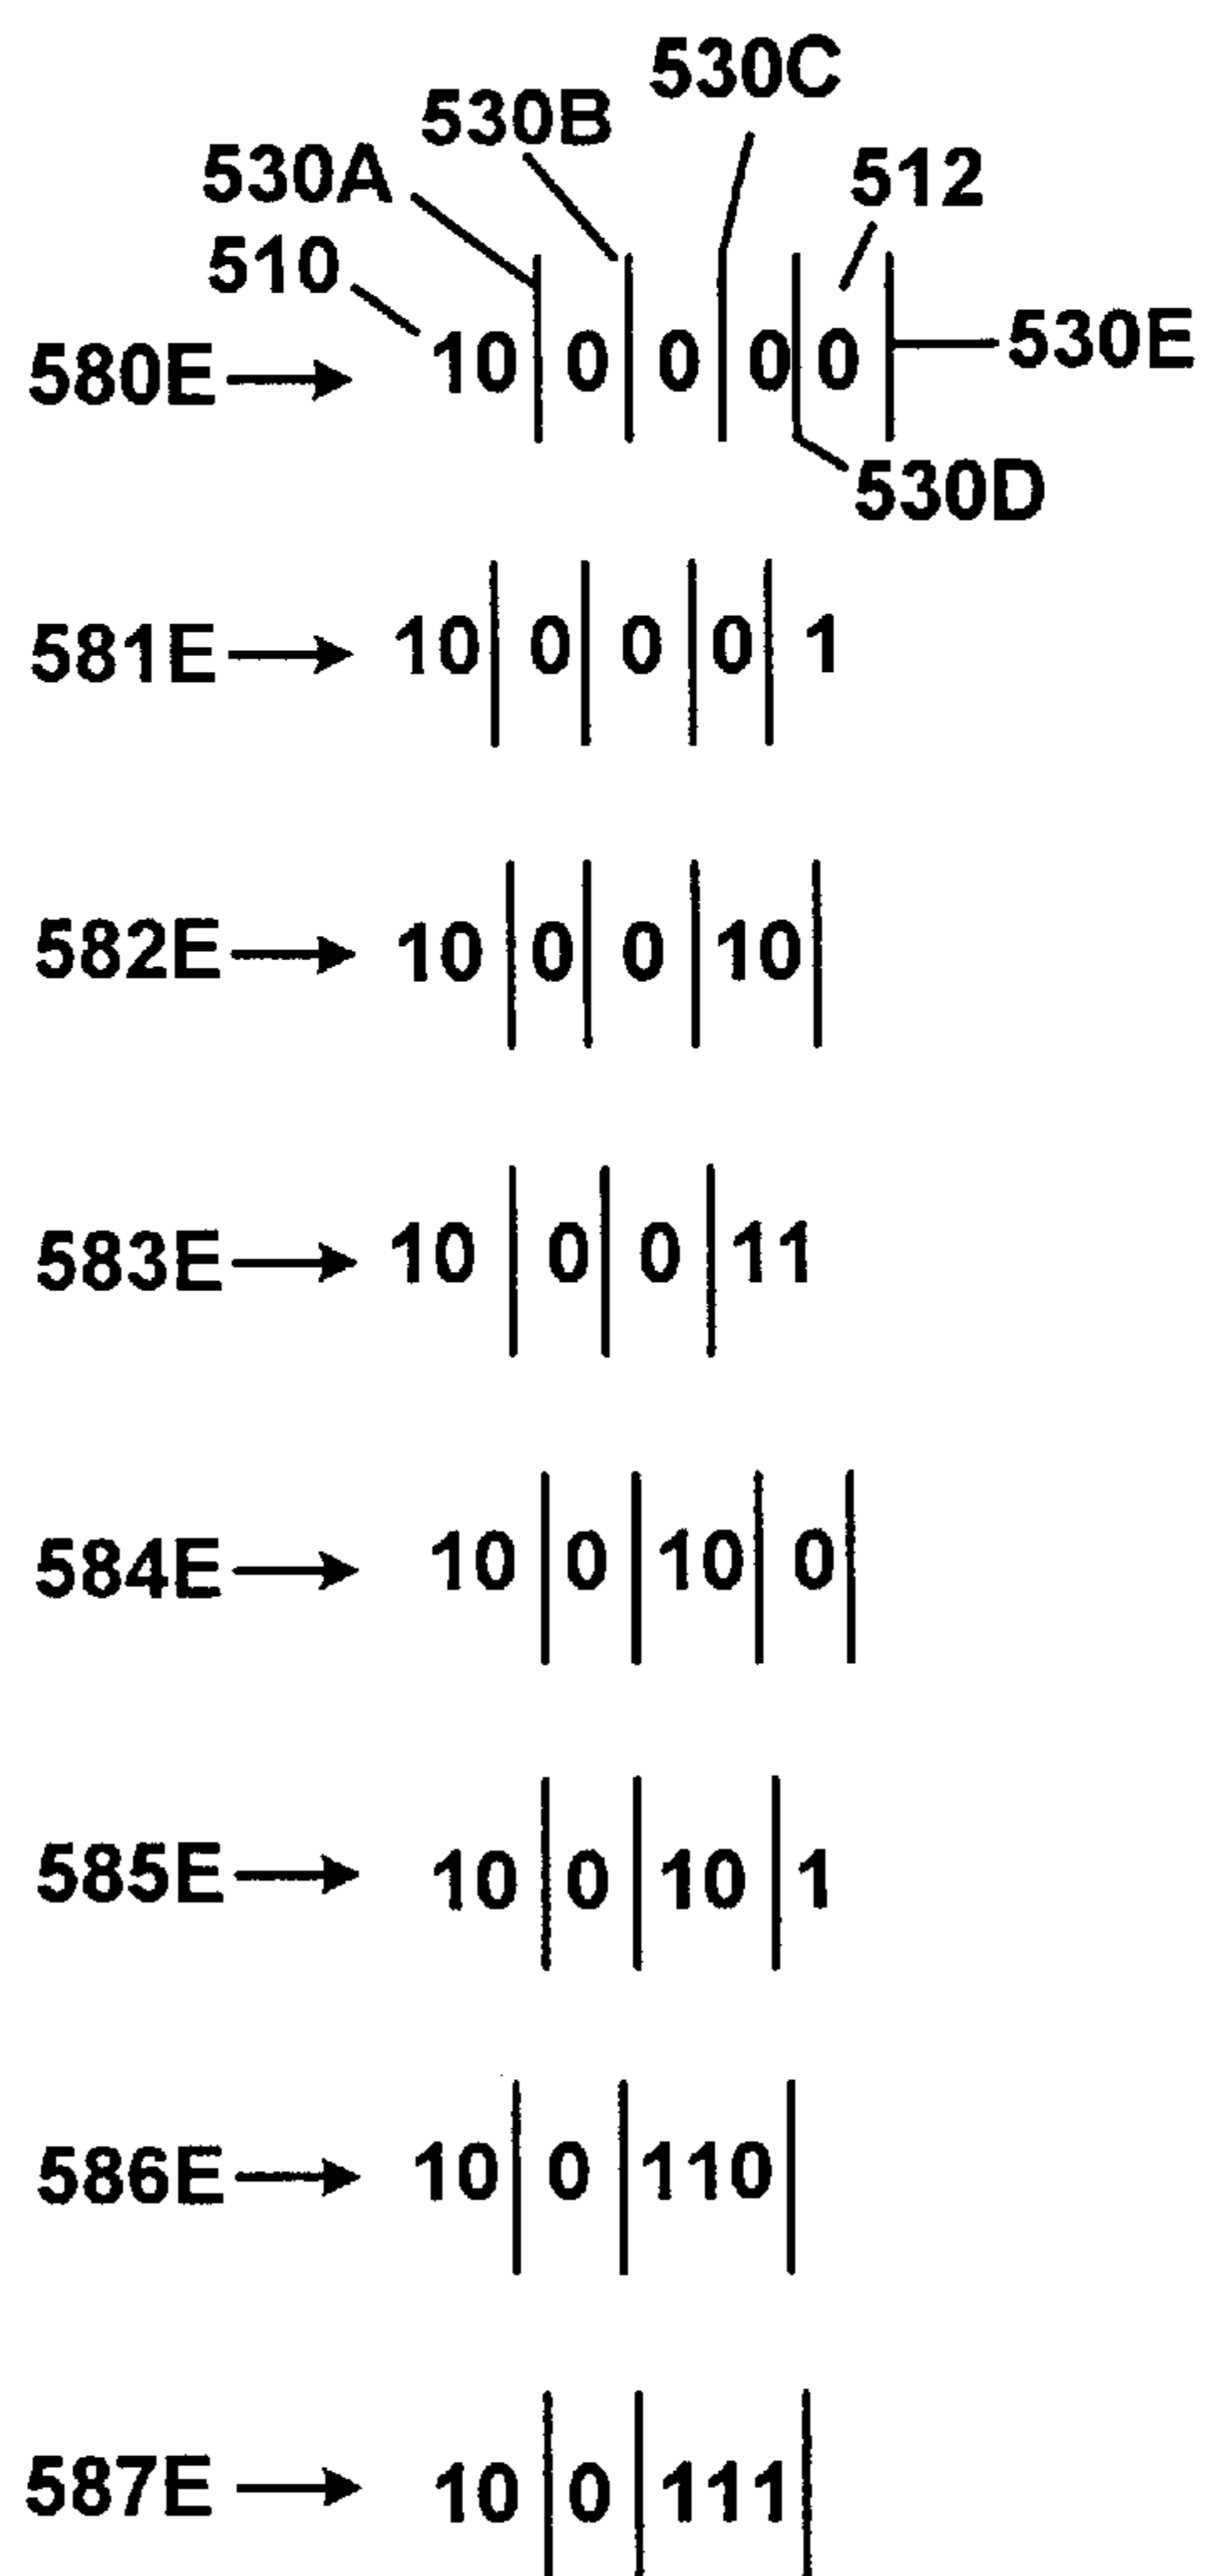 530C
530B
530A
512
510
580E 10 0 0 0 0 530E
530D
581E 10 0 0 0 1
582E 10 0 0 10
583E 10 0 0 11
584E 10 0 10 0
585E 10 0 10 1
586E 10 0 110
587E 10 0 111